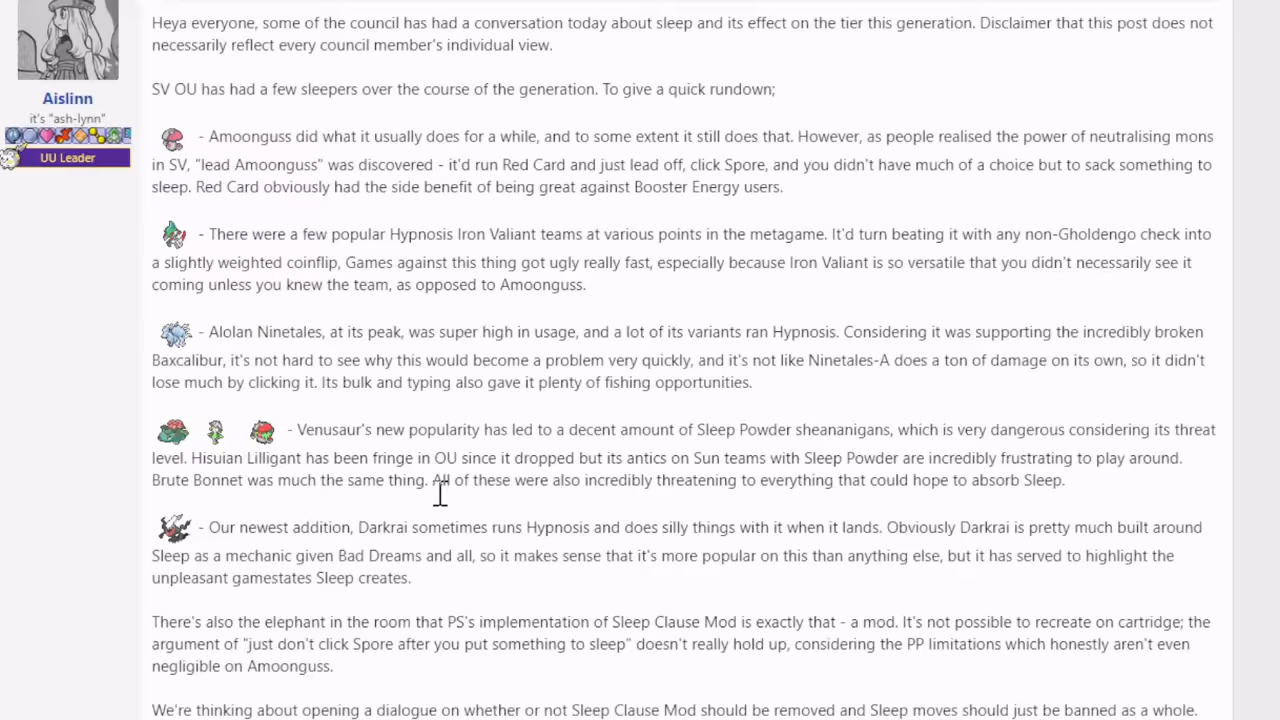 Heya everyone, some of the council has had a conversation today about sleep and its effect on the tier this generation. Disclaimer that this post does not
necessarily reflect every council member's individual view.
Aislinn
it's "ash-lynn"
UU Leader
SV OU has had a few sleepers over the course of the generation. To give a quick rundown;
- Amoonguss did what it usually does for a while, and to some extent it still does that. However, as people realised the power of neutralising mons
in SV, "lead Amoonguss" was discovered - it'd run Red Card and just lead off, click Spore, and you didn't have much of a choice but to sack something to
sleep. Red Card obviously had the side benefit of being great against Booster Energy users.
- There were a few popular Hypnosis Iron Valiant teams at various points in the metagame. It'd turn beating it with any non-Gholdengo check into
a slightly weighted coinflip, Games against this thing got ugly really fast, especially because Iron Valiant is so versatile that you didn't necessarily see it
coming unless you knew the team, as opposed to Amoonguss.
- Alolan Ninetales, at its peak, was super high in usage, and a lot of its variants ran Hypnosis. Considering it was supporting the incredibly broken
Baxcalibur, it's not hard to see why this would become a problem very quickly, and it's not like Ninetales-A does a ton of damage on its own, so it didn't
lose much by clicking it. Its bulk and typing also gave it plenty of fishing opportunities.
- Venusaur's new popularity has led to a decent amount of Sleep Powder sheananigans, which is very dangerous considering its threat
level. Hisuian Lilligant has been fringe in OU since it dropped but its antics on Sun teams with Sleep Powder are incredibly frustrating to play around.
Brute Bonnet was much the same thing. All of these were also incredibly threatening to everything that could hope to absorb Sleep.
- Our newest addition, Darkrai sometimes runs Hypnosis and does silly things with it when it lands. Obviously Darkrai is pretty much built around
Sleep as a mechanic given Bad Dreams and all, so it makes sense that it's more popular on this than anything else, but it has served to highlight the
unpleasant gamestates Sleep creates.
There's also the elephant in the room that PS's implementation of Sleep Clause Mod is exactly that - a mod. It's not possible to recreate on cartridge; the
argument of "just don't click Spore after you put something to sleep" doesn't really hold up, considering the PP limitations which honestly aren't even
negligible on Amoonguss.
We're thinking about opening a dialogue on whether or not Sleep Clause Mod should be removed and Sleep moves should just be banned as a whole.